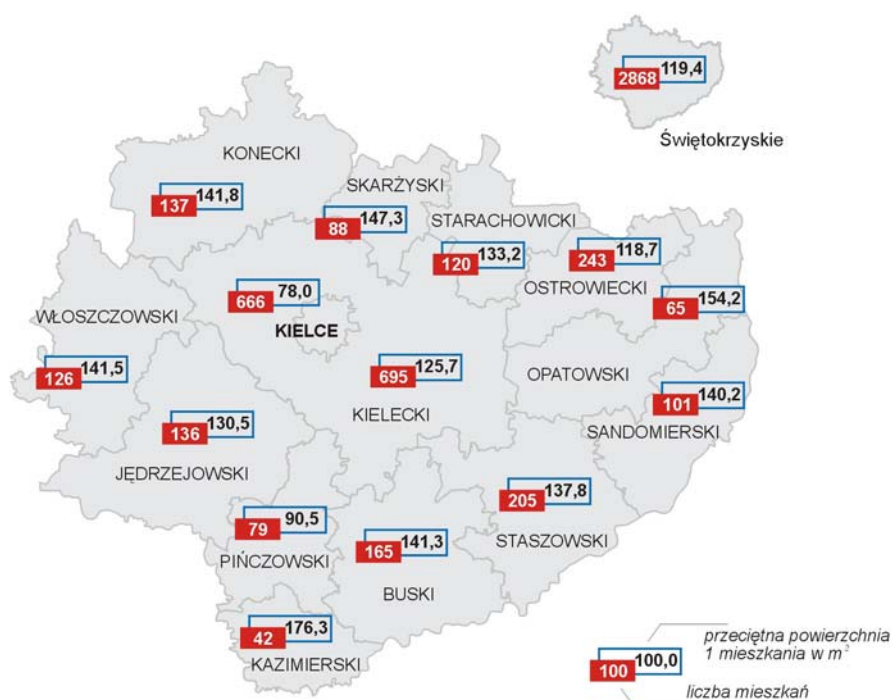 2868 119,4
Świętokrzyskie
KONECKI
137 141,8
SKARŻYSKI
88 147,3
STARACHOWICKI
120 133,2
243 118,7
OSTROWIECKI
65 154,2
666 78,0
KIELCE
WŁOSZCZOWSKI
126 141,5
695 125,7
KIELECKI
OPATOWSKI
101 140,2
SANDOMIERSKI
136 130,5
JĘDRZEJOWSKI
205 137,8
STASZOWSKI
79 90,5
PIŃCZOWSKI
165 141,3
BUSKI
42 176,3
KAZIMIERSKI
przeciętna powierzchnia
1 mieszkania w m²
100 100,0
liczba mieszkań